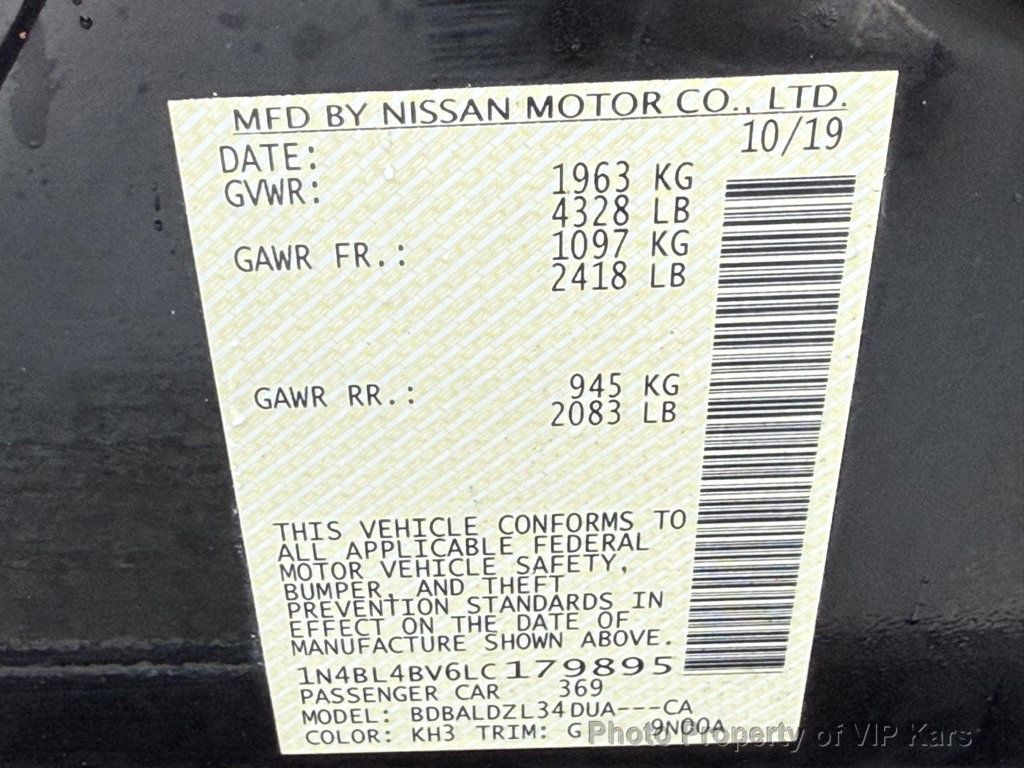 MFD BY NISSAN MOTOR CO., LTD.
DATE: 10/19
GVWR: 1963 KG
4328 LB
GAWR FR.: 1097 KG
2418 LB
GAWR RR.: 945 KG
2083 LB
THIS VEHICLE CONFORMS TO
ALL APPLICABLE FEDERAL
MOTOR VEHICLE SAFETY,
BUMPER, AND THEFT
PREVENTION STANDARDS IN
EFFECT ON THE DATE OF
MANUFACTURE SHOWN ABOVE.
1N4BL4BV6LC179895
PASSENGER CAR 369
MODEL: BDBALDZL34DUA---CA
COLOR: KH3 TRIM: G
Photo Property of VIP Kars